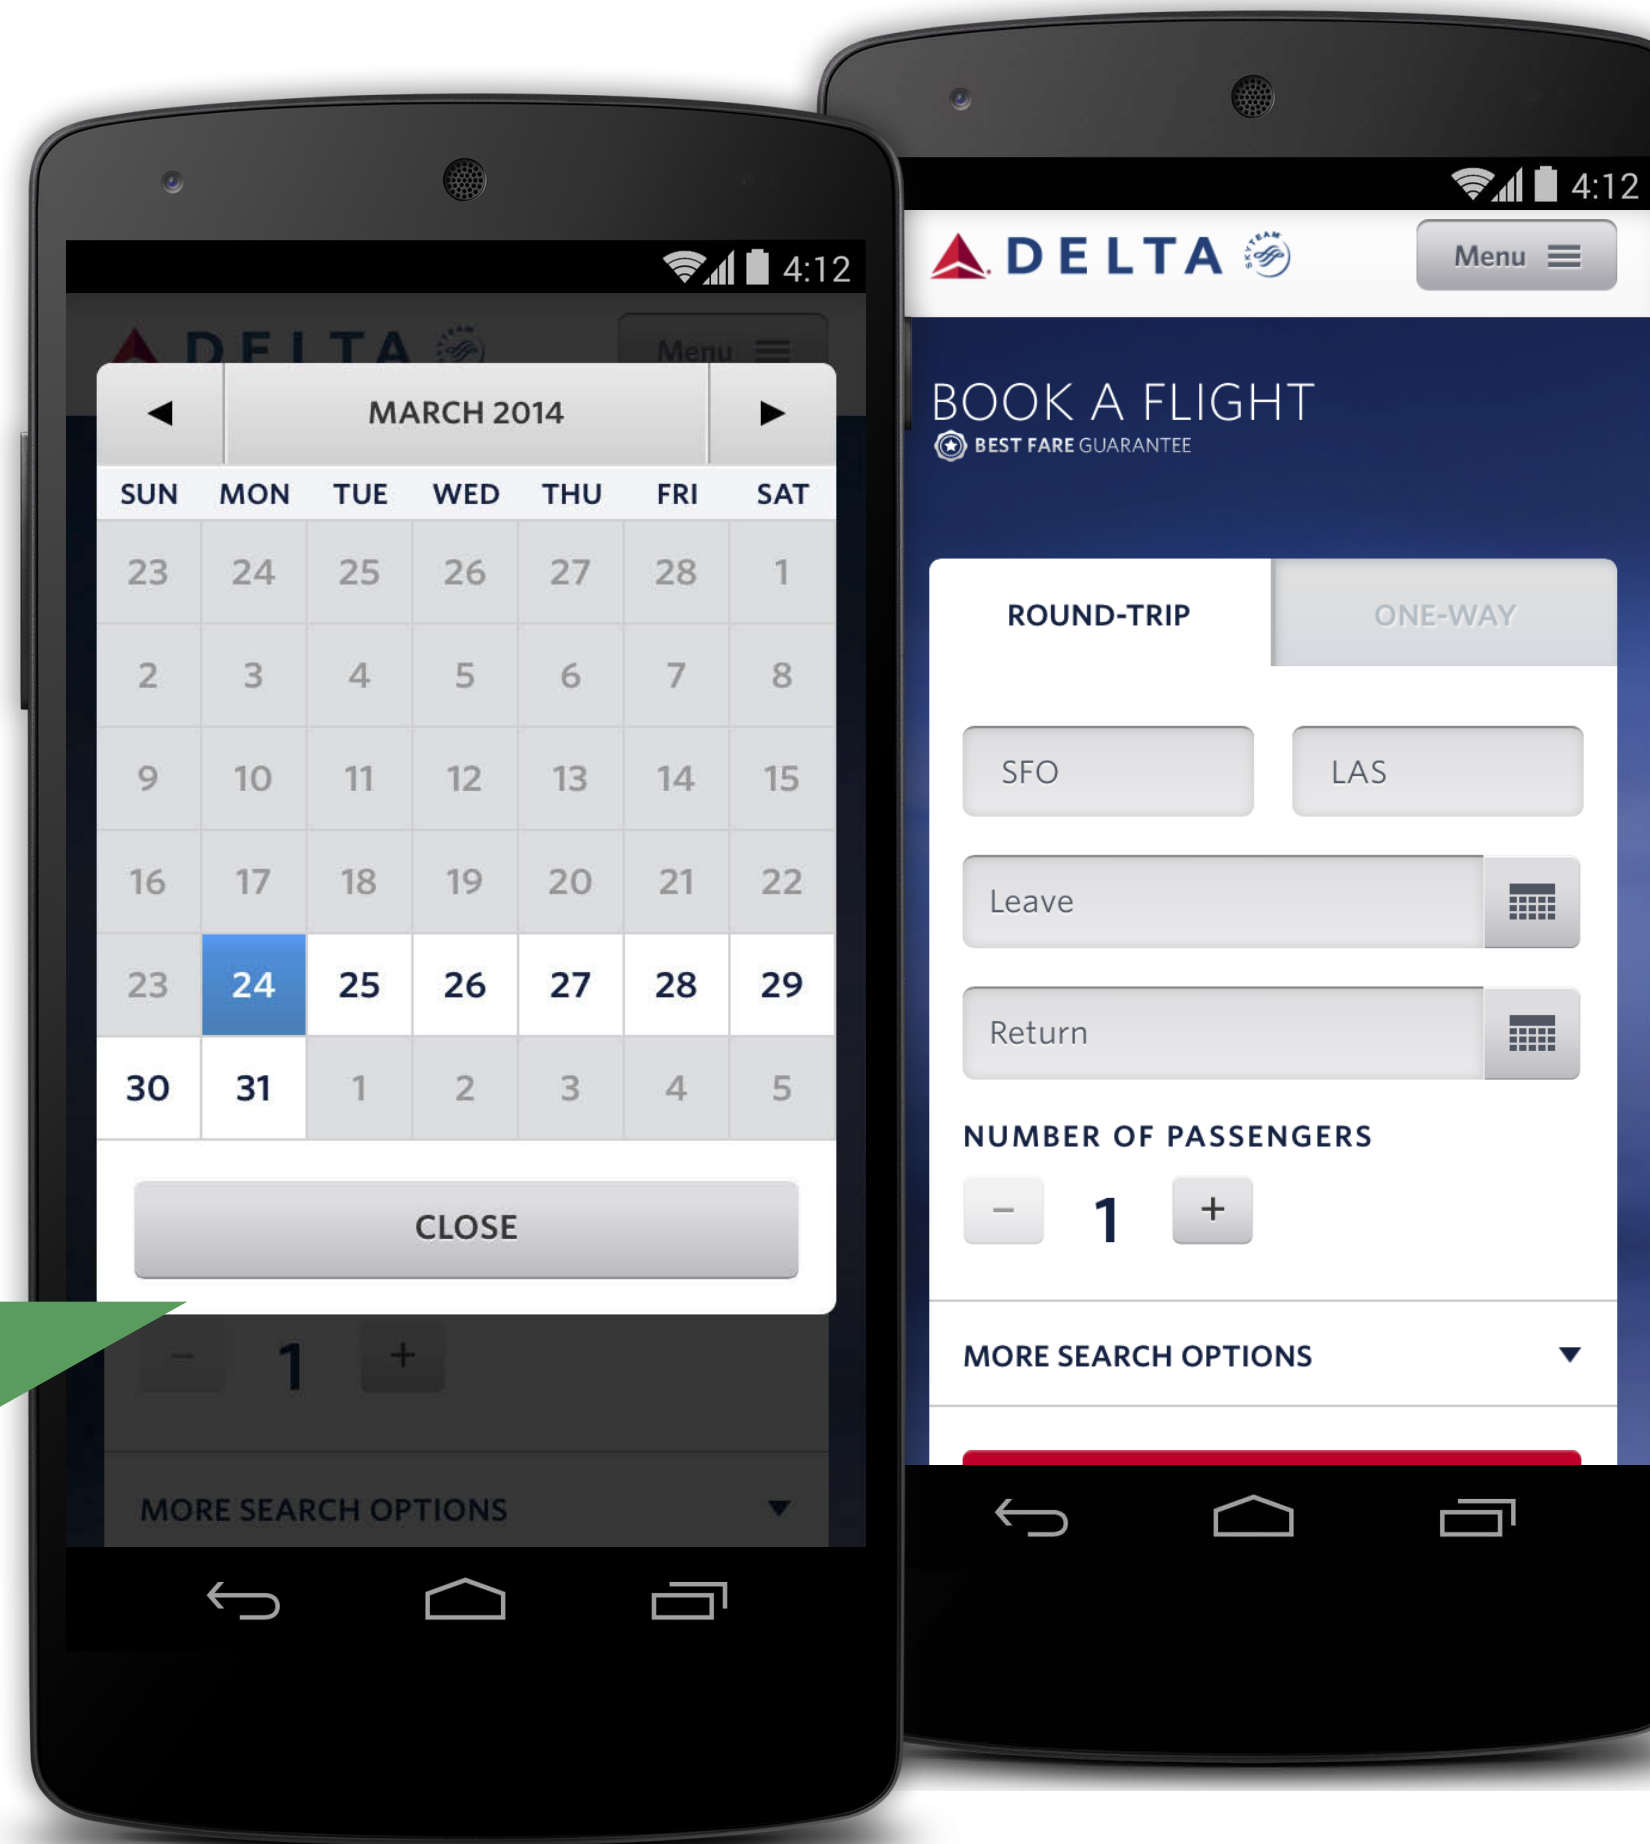 4:12
DELTA
Menu
MARCH 2014
SUN MON TUE WED THU FRI SAT
23 24 25 26 27 28 1
2 3 4 5 6 7 8
9 10 11 12 13 14 15
16 17 18 19 20 21 22
23 24 25 26 27 28 29
30 31 1 2 3 4 5
CLOSE
− 1 +
MORE SEARCH OPTIONS
4:12
DELTA SKYTEAM
Menu
BOOK A FLIGHT
BEST FARE GUARANTEE
ROUND-TRIP ONE-WAY
SFO LAS
Leave
Return
NUMBER OF PASSENGERS
− 1 +
MORE SEARCH OPTIONS